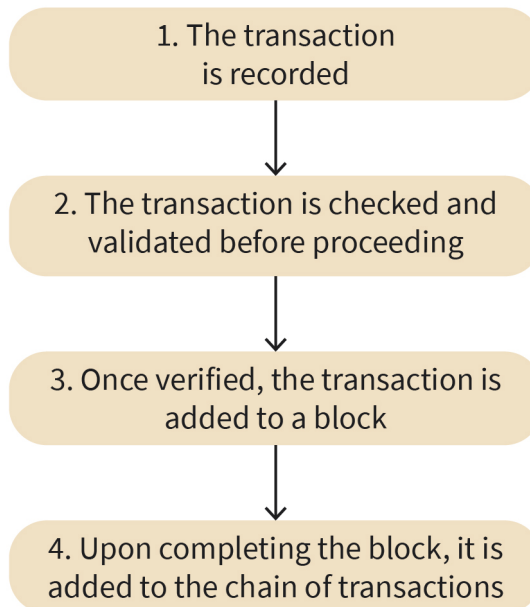 1. The transaction
is recorded
2. The transaction is checked and
validated before proceeding
3. Once verified, the transaction is
added to a block
4. Upon completing the block, it is
added to the chain of transactions